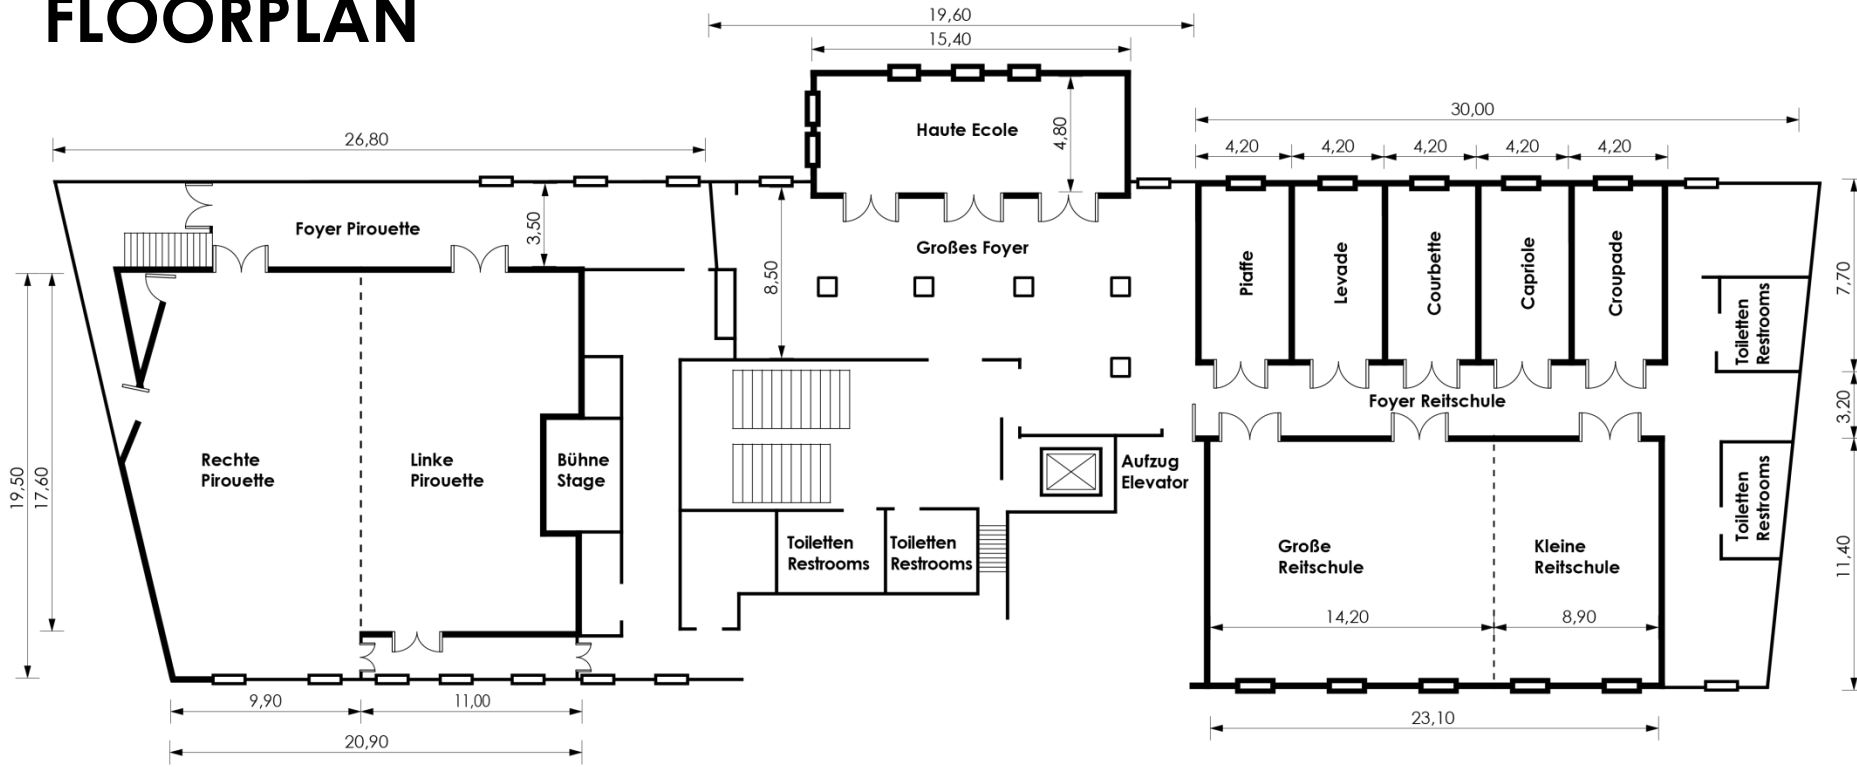 FLOORPLAN
19,60
15,40
30,00
26,80
4,20
4,20
4,20
4,20
4,20
Haute Ecole
4,80
Foyer Pirouette
3,50
Großes Foyer
8,50
Piaffe
Levade
Courbette
Capriole
Croupade
7,70
Toiletten
Restrooms
Foyer Reitschule
3,20
19,50
17,60
Rechte
Pirouette
Linke
Pirouette
Bühne
Stage
Aufzug
Elevator
Toiletten
Restrooms
Toiletten
Restrooms
Toiletten
Restrooms
Große
Reitschule
Kleine
Reitschule
11,40
14,20
8,90
9,90
11,00
23,10
20,90